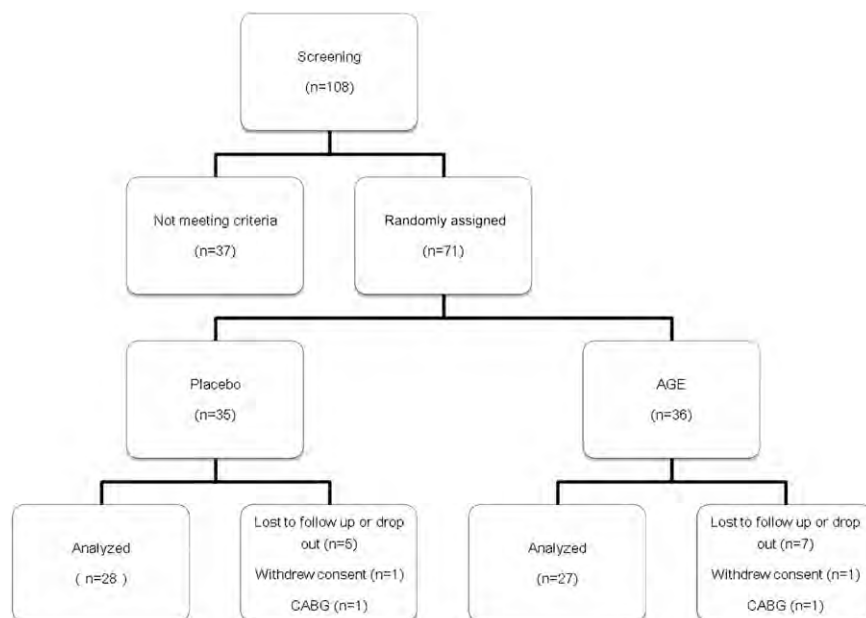 Screening
(n=108)
Not meeting criteria
(n=37)
Randomly assigned
(n=71)
Placebo
(n=35)
AGE
(n=36)
Analyzed
( n=28 )
Lost to follow up or drop
out (n=5)
Withdrew consent (n=1)
CABG (n=1)
Analyzed
(n=27)
Lost to follow up or drop
out (n=7)
Withdrew consent (n=1)
CABG (n=1)